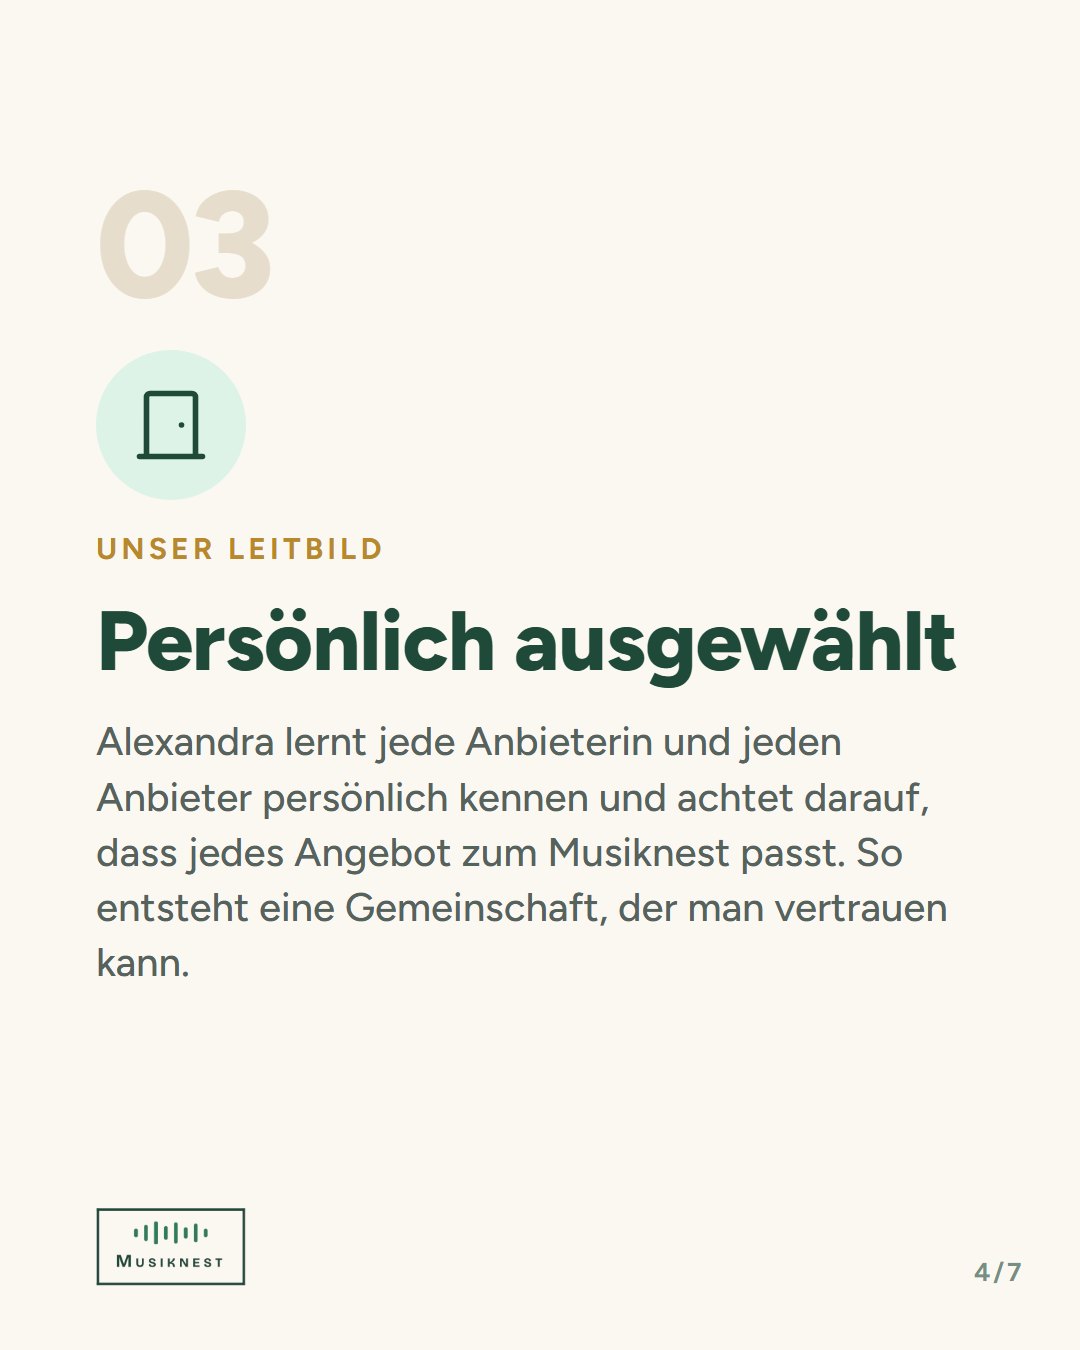 03
UNSER LEITBILD
Persönlich ausgewählt
Alexandra lernt jede Anbieterin und jeden
Anbieter persönlich kennen und achtet darauf,
dass jedes Angebot zum Musiknest passt. So
entsteht eine Gemeinschaft, der man vertrauen
kann.
MUSIKNEST
4/7